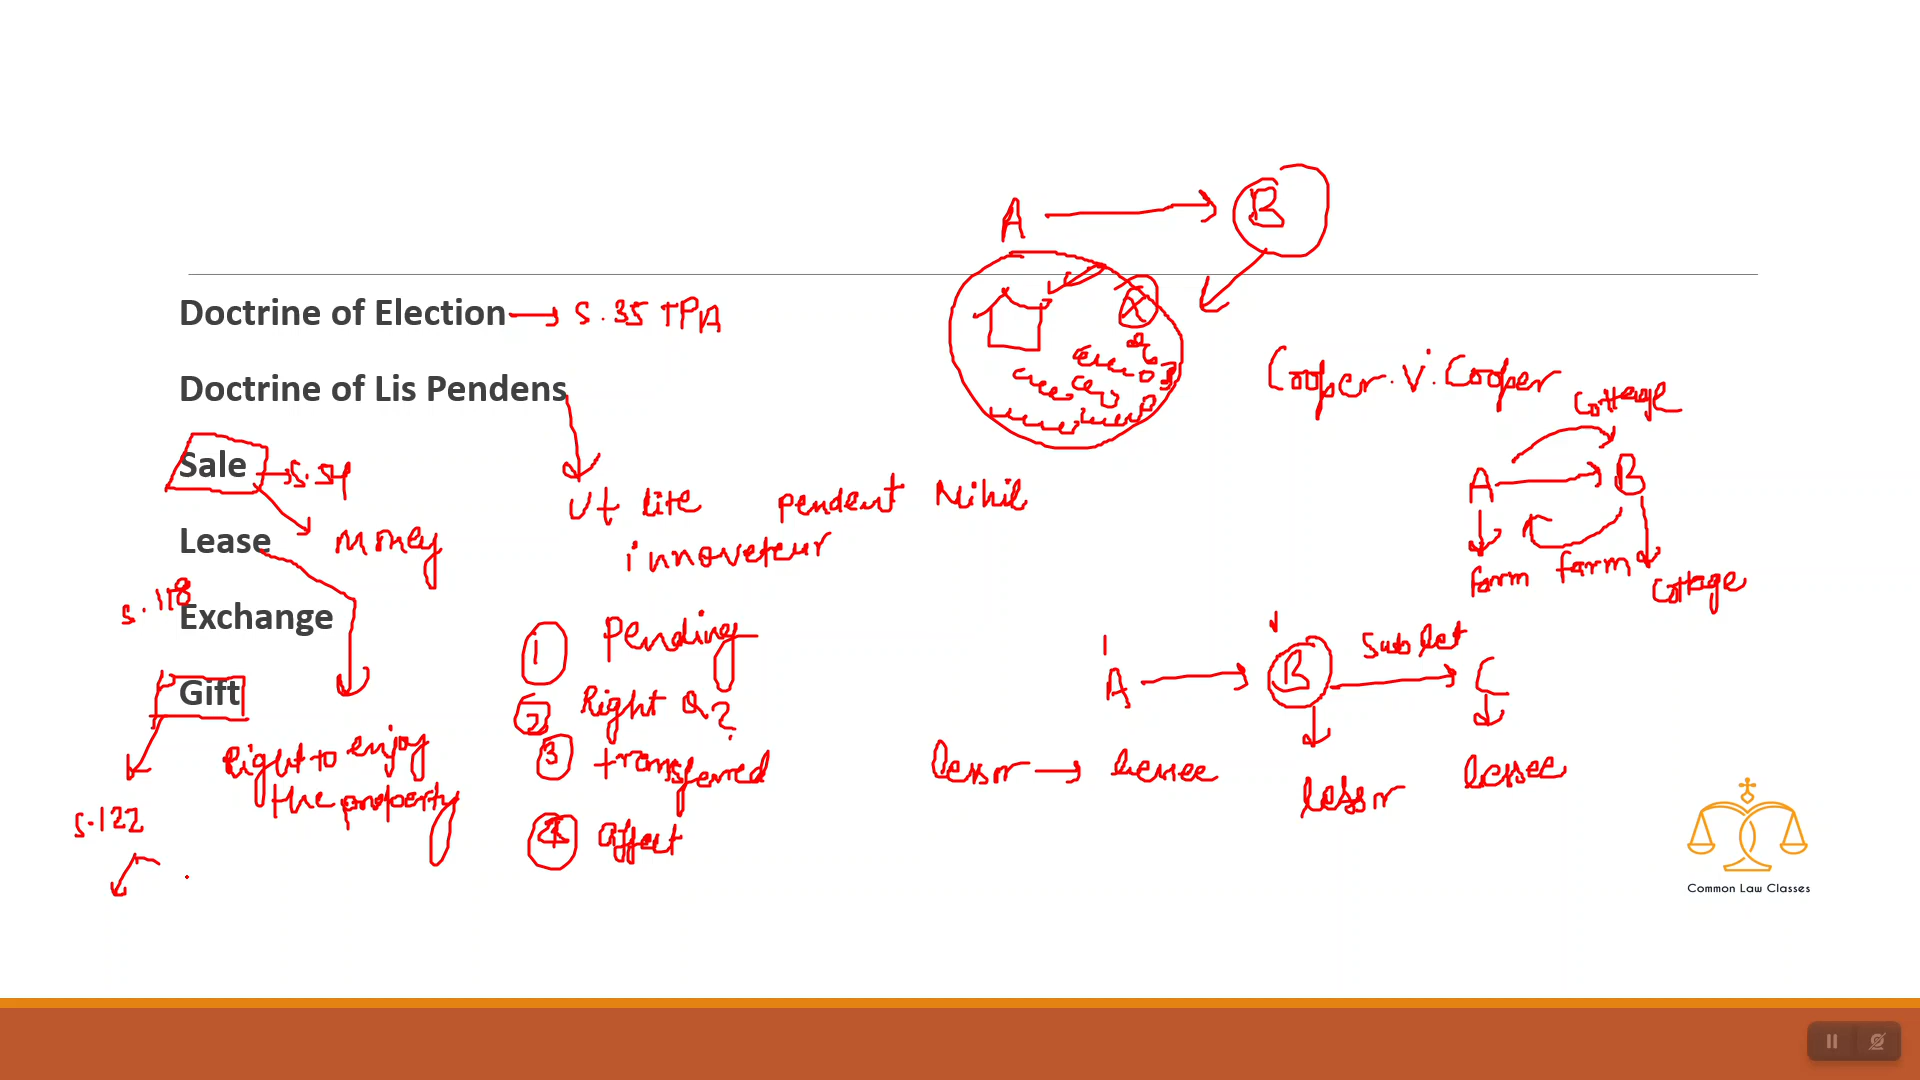 A → B
Doctrine of Election → S.35 TPA
Doctrine of Lis Pendens
Cooper v. Cooper
Cottage
A → B
farm farm
Cottage
Sale → S.54
money
Ut lite pendent Nihil
innoveteur
Lease
S.118
Exchange
Gift
Right to enjoy
the property
S.122
1 Pending
2 Right Q?
3 transferred
4 affect
A → B sublet → C
lessor → lessee
lessor
lessee
Common Law Classes